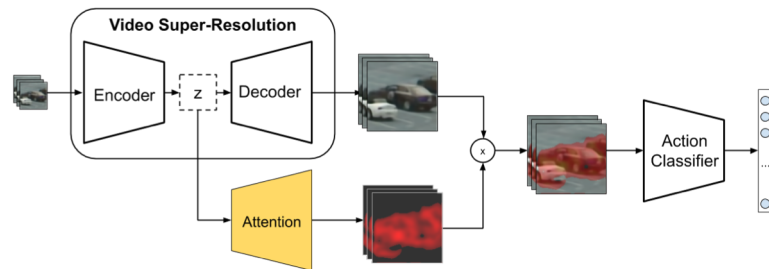 Video Super-Resolution
Encoder
z
Decoder
x
Action
Classifier
...
Attention